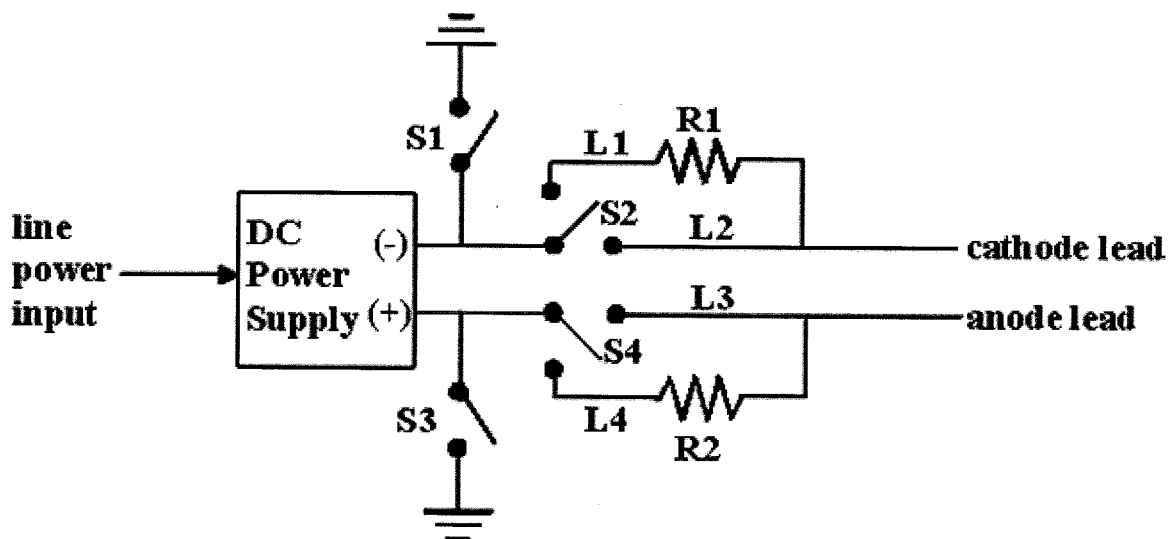 S1
L1
R1
S2
L2
line
power
input
DC
Power
Supply
(-)
(+)
cathode lead
L3
anode lead
S4
S3
L4
R2